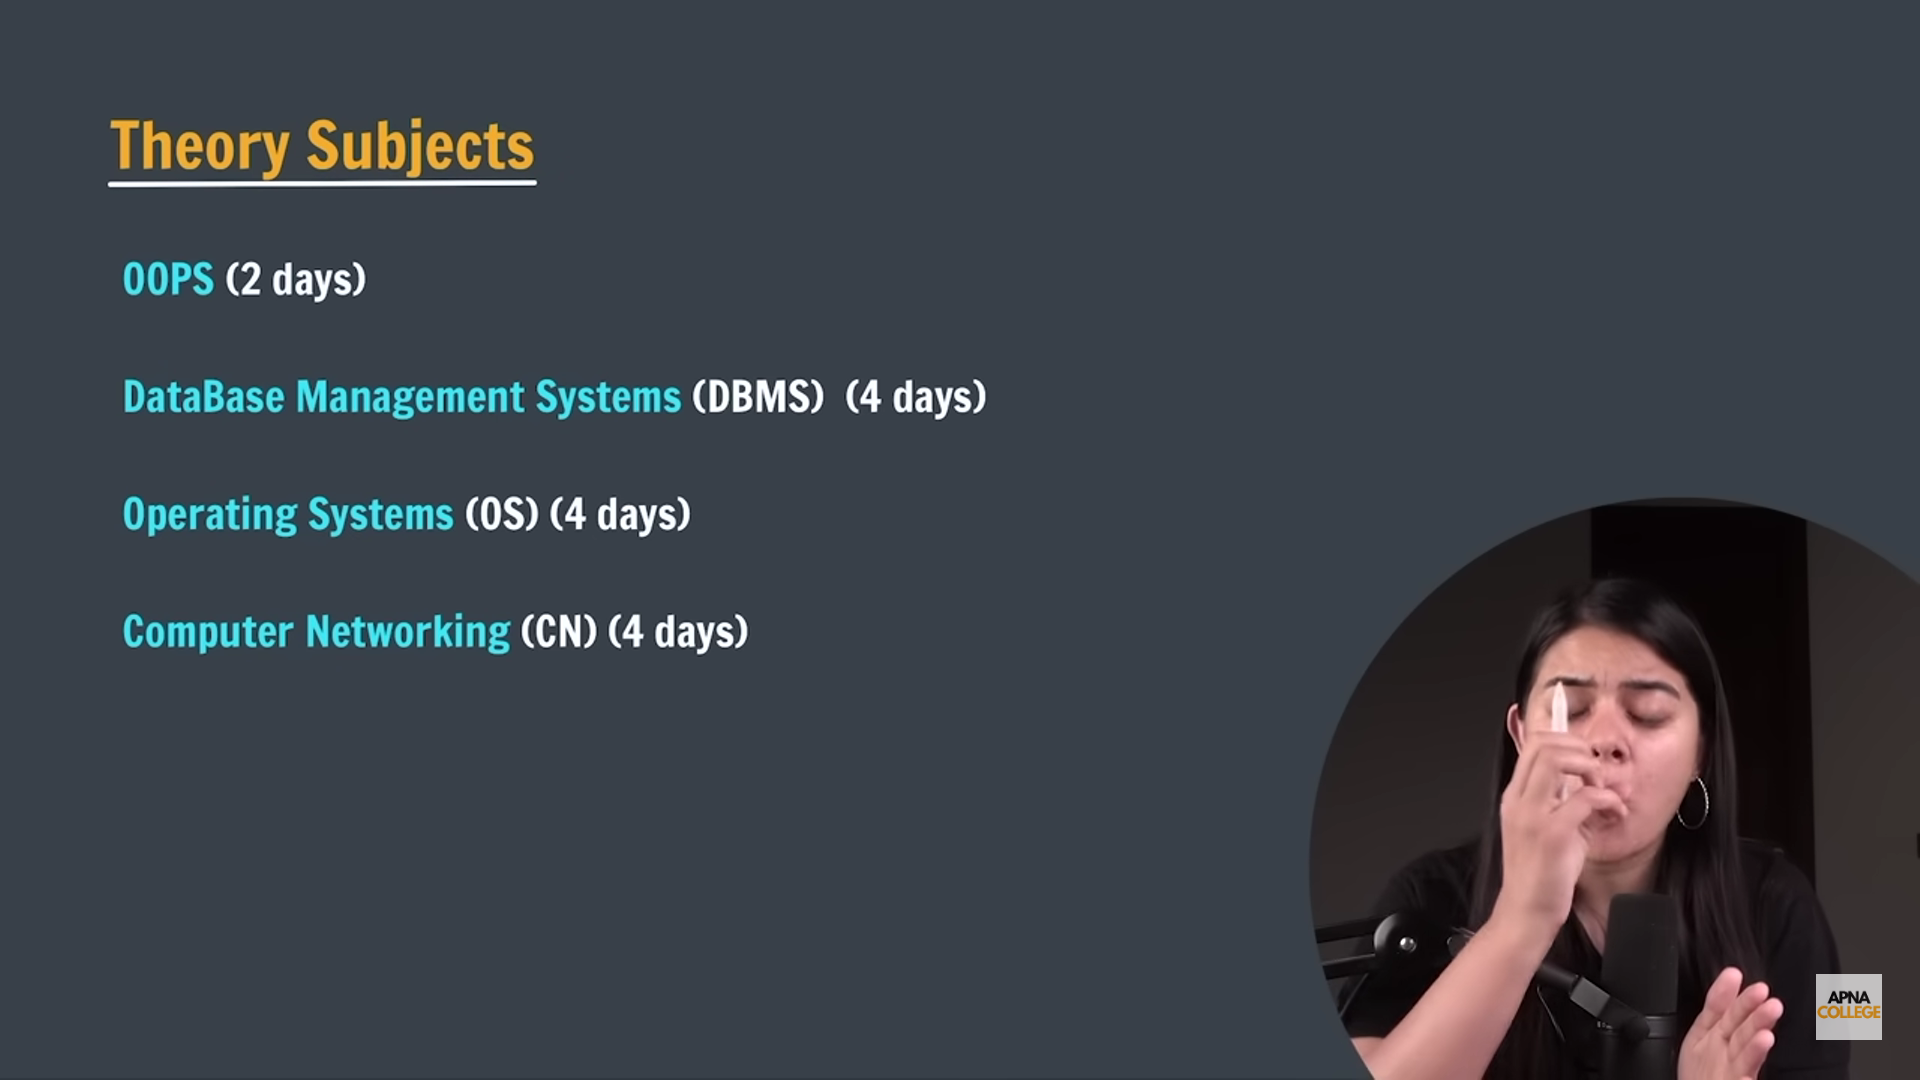 Theory Subjects
OOPS (2 days)
DataBase Management Systems (DBMS) (4 days)
Operating Systems (OS) (4 days)
Computer Networking (CN) (4 days)
APNA
COLLEGE